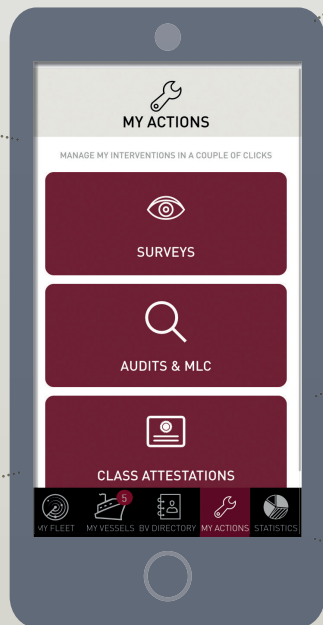 MY ACTIONS
MANAGE MY INTERVENTIONS IN A COUPLE OF CLICKS
SURVEYS
AUDITS & MLC
CLASS ATTESTATIONS
5
MY FLEET MY VESSELS BV DIRECTORY MY ACTIONS STATISTICS